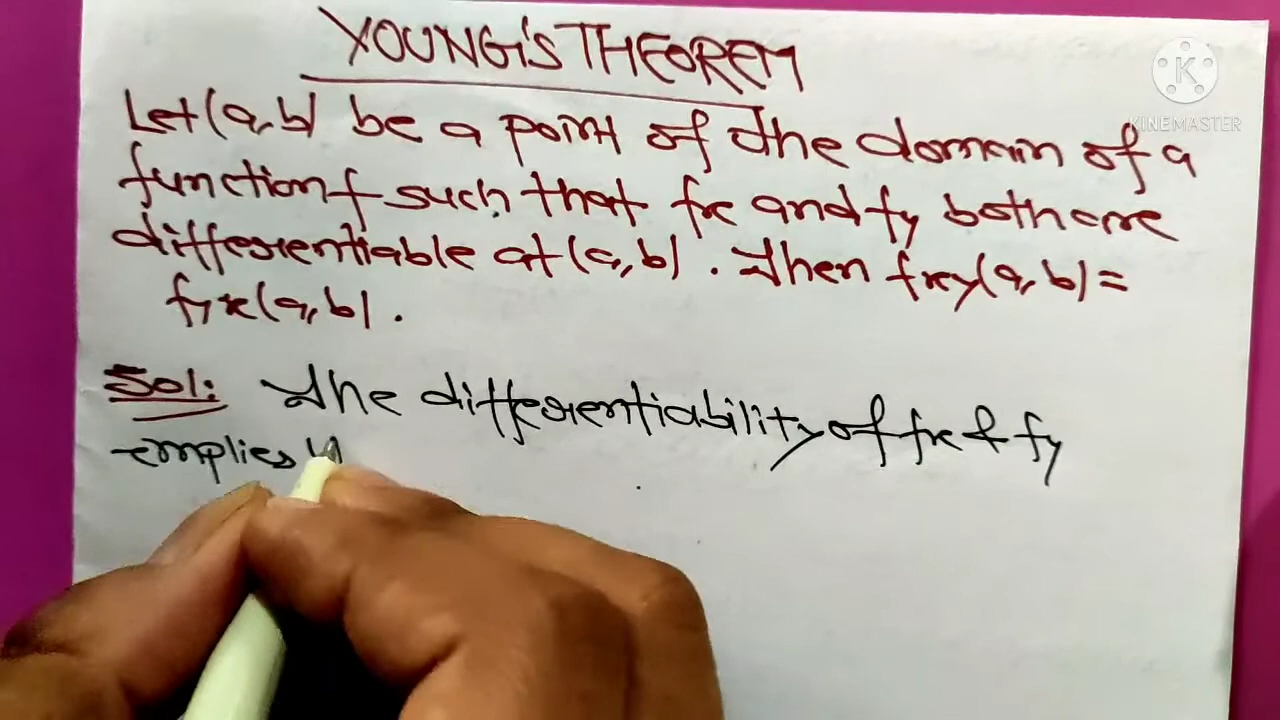 YOUNG'S THEOREM
Let (a,b) be a point of the domain of a
function f such that fx and fy both are
differentiable at (a,b). Then fxy(a,b) =
fyx(a,b).
Sol: The differentiability of fx & fy
implies
K
KINEMASTER